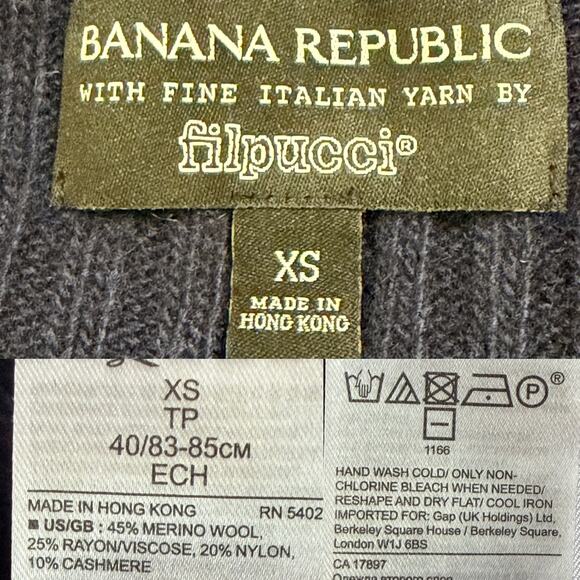 BANANA REPUBLIC
WITH FINE ITALIAN YARN BY
filpucci®
XS
MADE IN
HONG KONG
XS
TP
40/83-85CM
ECH
MADE IN HONG KONG RN 5402
US/GB : 45% MERINO WOOL,
25% RAYON/VISCOSE, 20% NYLON,
10% CASHMERE
P ®
1166
HAND WASH COLD/ ONLY NON-
CHLORINE BLEACH WHEN NEEDED/
RESHAPE AND DRY FLAT/ COOL IRON
IMPORTED FOR: Gap (UK Holdings) Ltd,
Berkeley Square House / Berkeley Square,
London W1J 6BS
CA 17897
Одежда второго слоя